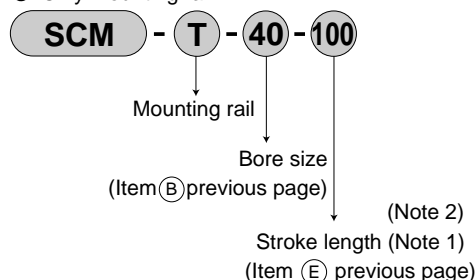 SCM - T - 40 - 100
Mounting rail
Bore size
(Item Ⓑ previous page)
(Note 2)
Stroke length (Note 1)
(Item Ⓔ previous page)